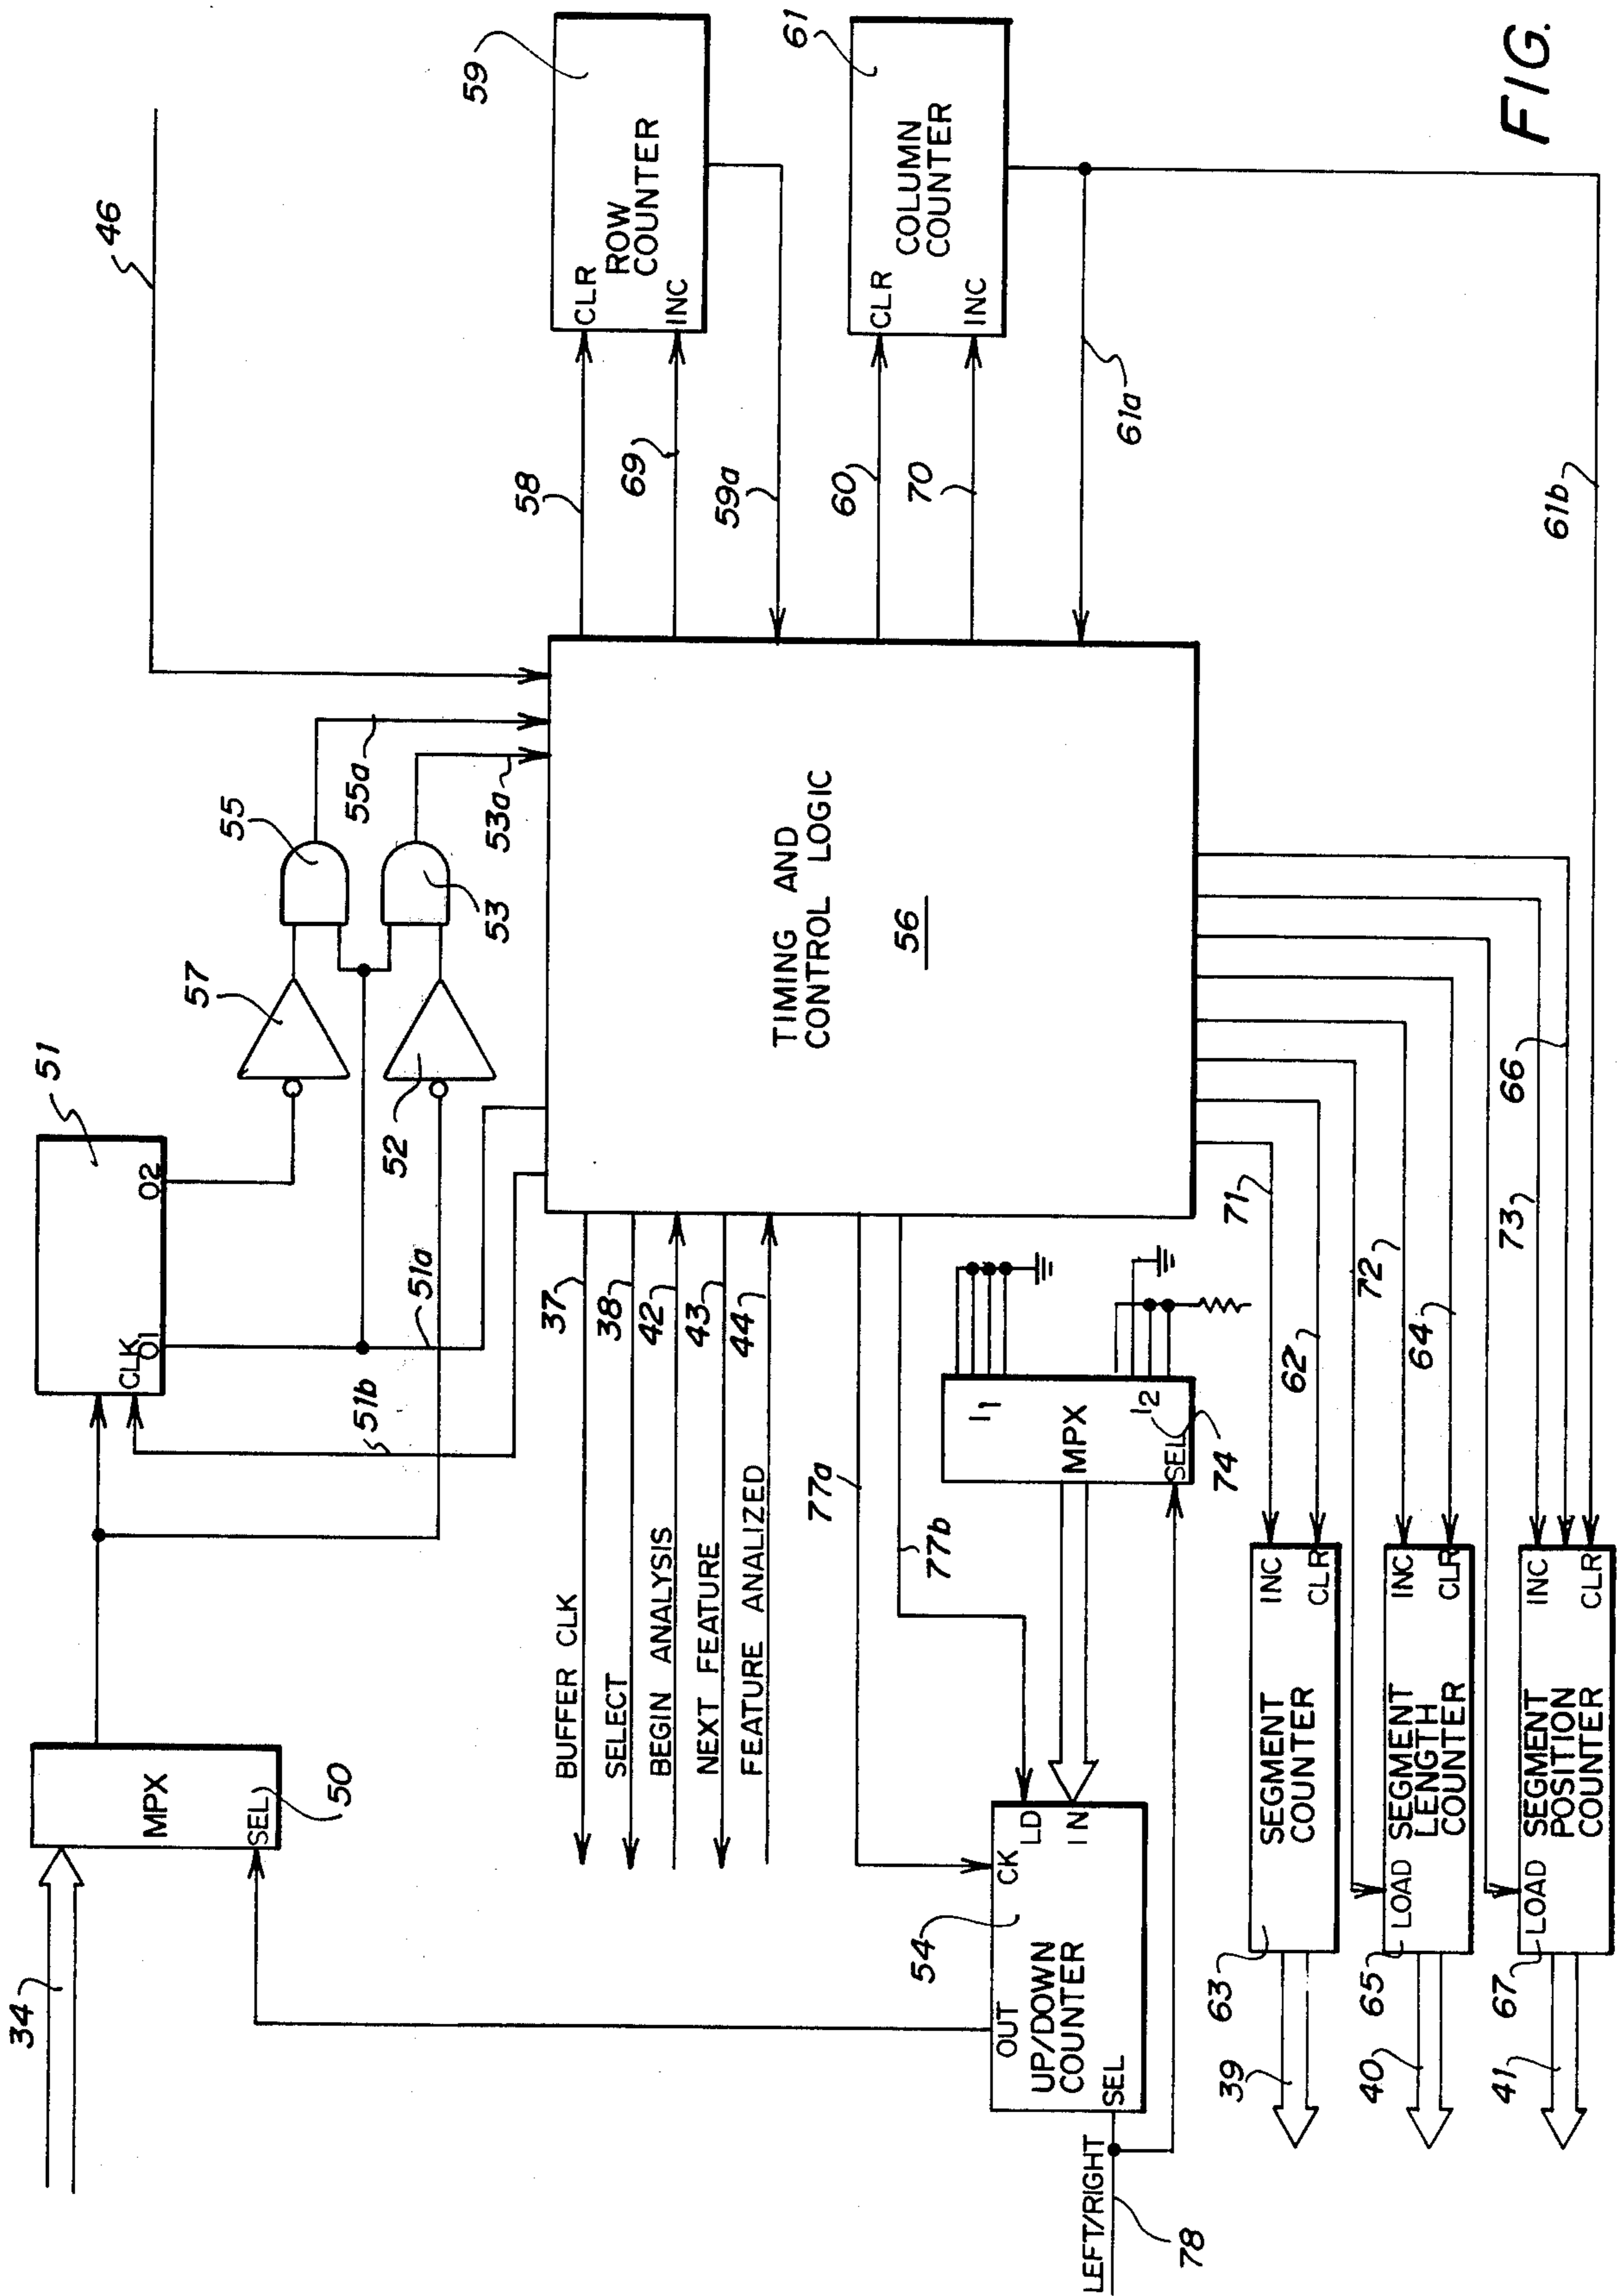 34
MPX
SEL
50
51
CLK
O1
O2
51b
51a
57
52
55
53
55a
53a
46
BUFFER CLK
37
SELECT
38
BEGIN ANALYSIS
42
NEXT FEATURE
43
FEATURE ANALIZED
44
TIMING AND
CONTROL LOGIC
56
58
69
59a
60
70
61a
61b
CLR
INC
ROW
COUNTER
59
CLR
INC
COLUMN
COUNTER
61
77a
77b
OUT
CK
LD
IN
54
UP/DOWN
COUNTER
SEL
LEFT/RIGHT
78
I1
MPX
I2
SEL
74
71
62
72
64
73
66
63
SEGMENT
COUNTER
INC
CLR
39
LOAD
65
SEGMENT
LENGTH
COUNTER
INC
CLR
40
LOAD
67
SEGMENT
POSITION
COUNTER
INC
CLR
41
FIG.